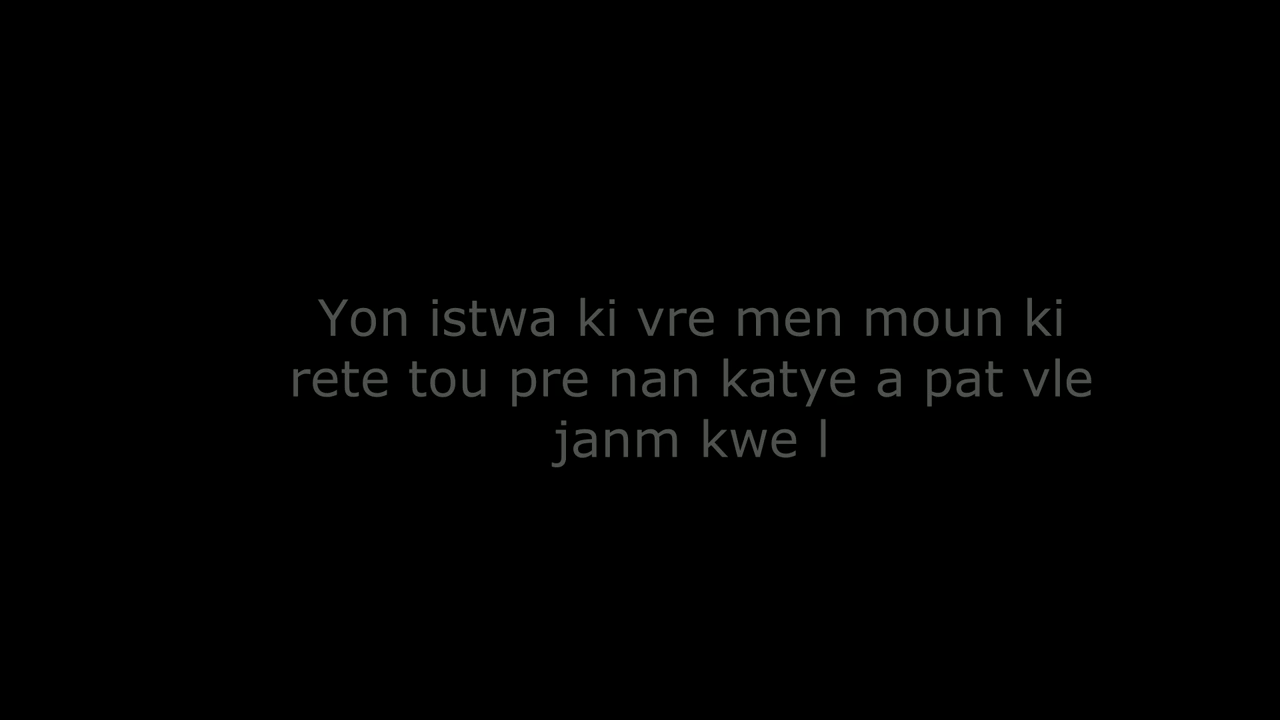 Yon istwa ki vre men moun ki
rete tou pre nan katye a pat vle
janm kwe l